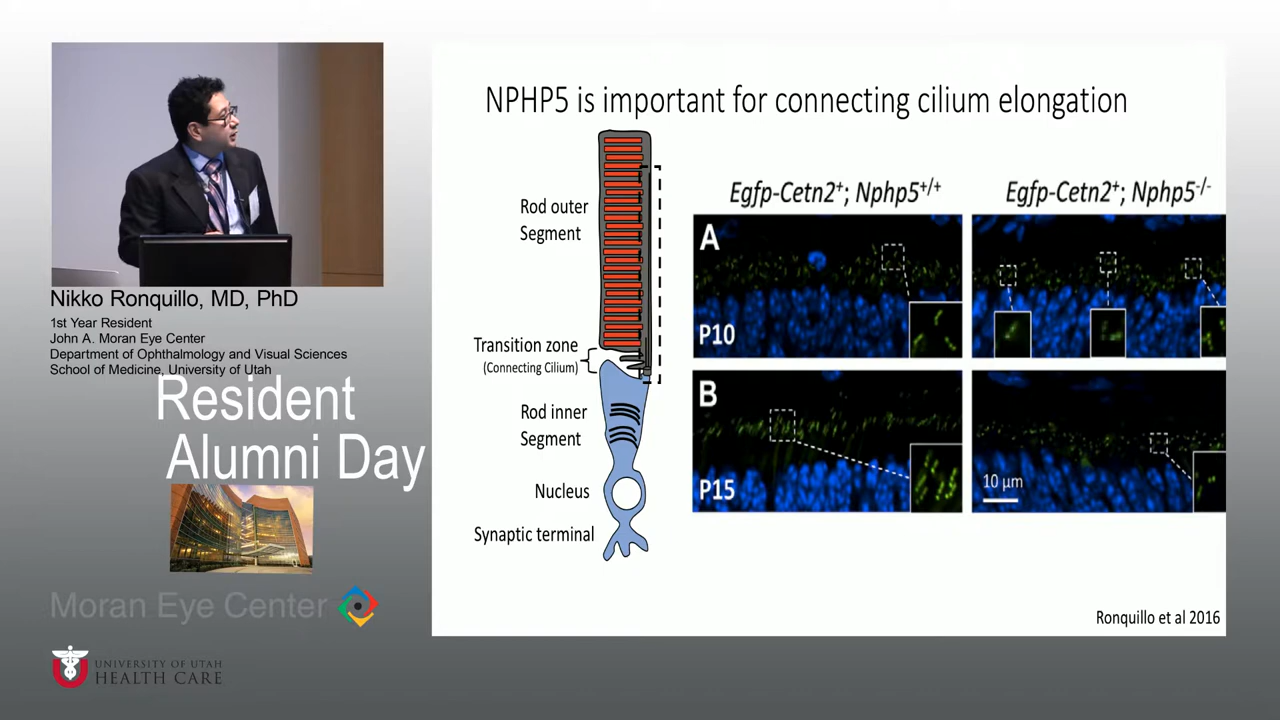 NPHP5 is important for connecting cilium elongation
Rod outer
Segment
Transition zone
(Connecting Cilium)
Rod inner
Segment
Nucleus
Synaptic terminal
Egfp-Cetn2+; Nphp5+/+
Egfp-Cetn2+; Nphp5-/-
A
P10
B
P15
10 µm
Ronquillo et al 2016
Nikko Ronquillo, MD, PhD
1st Year Resident
John A. Moran Eye Center
Department of Ophthalmology and Visual Sciences
School of Medicine, University of Utah
Resident
Alumni Day
Moran Eye Center
UNIVERSITY OF UTAH
HEALTH CARE